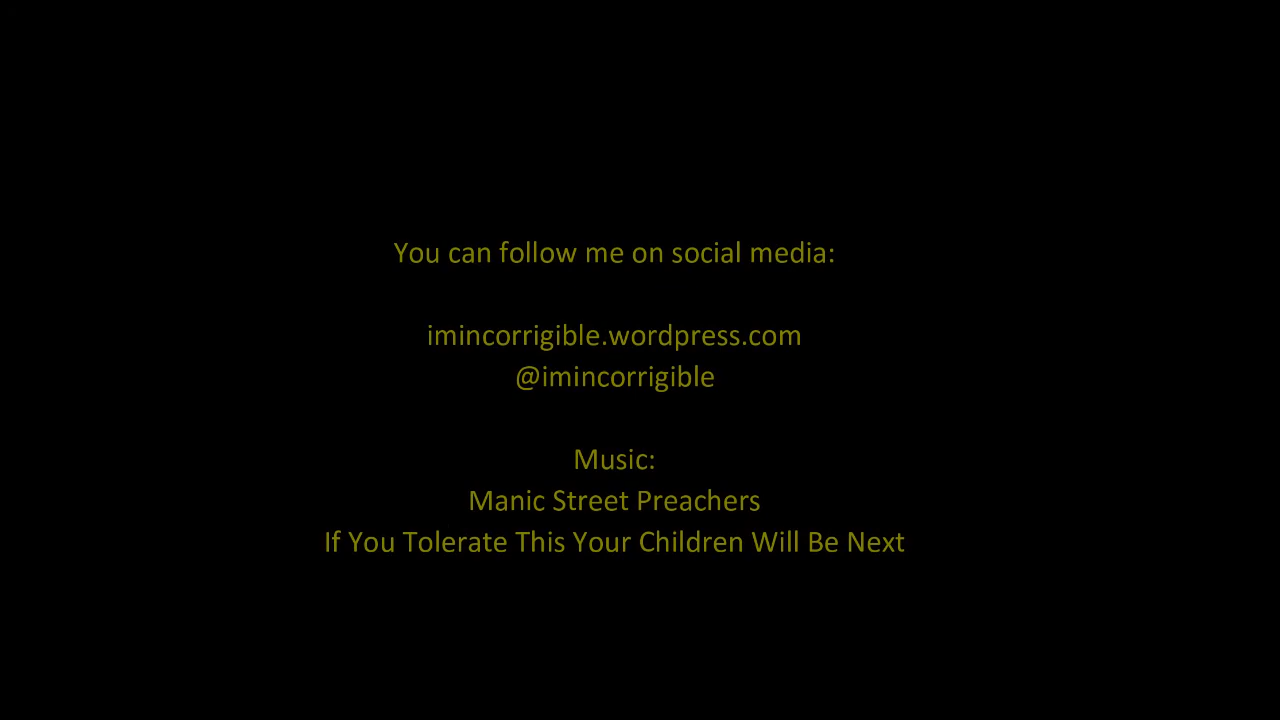 You can follow me on social media:
imincorrigible.wordpress.com
@imincorrigible
Music:
Manic Street Preachers
If You Tolerate This Your Children Will Be Next